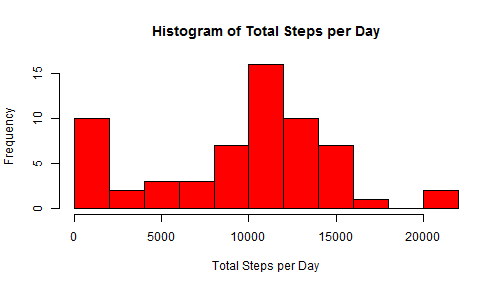 Histogram of Total Steps per Day
Frequency
15
10
5
0
0 5000 10000 15000 20000
Total Steps per Day